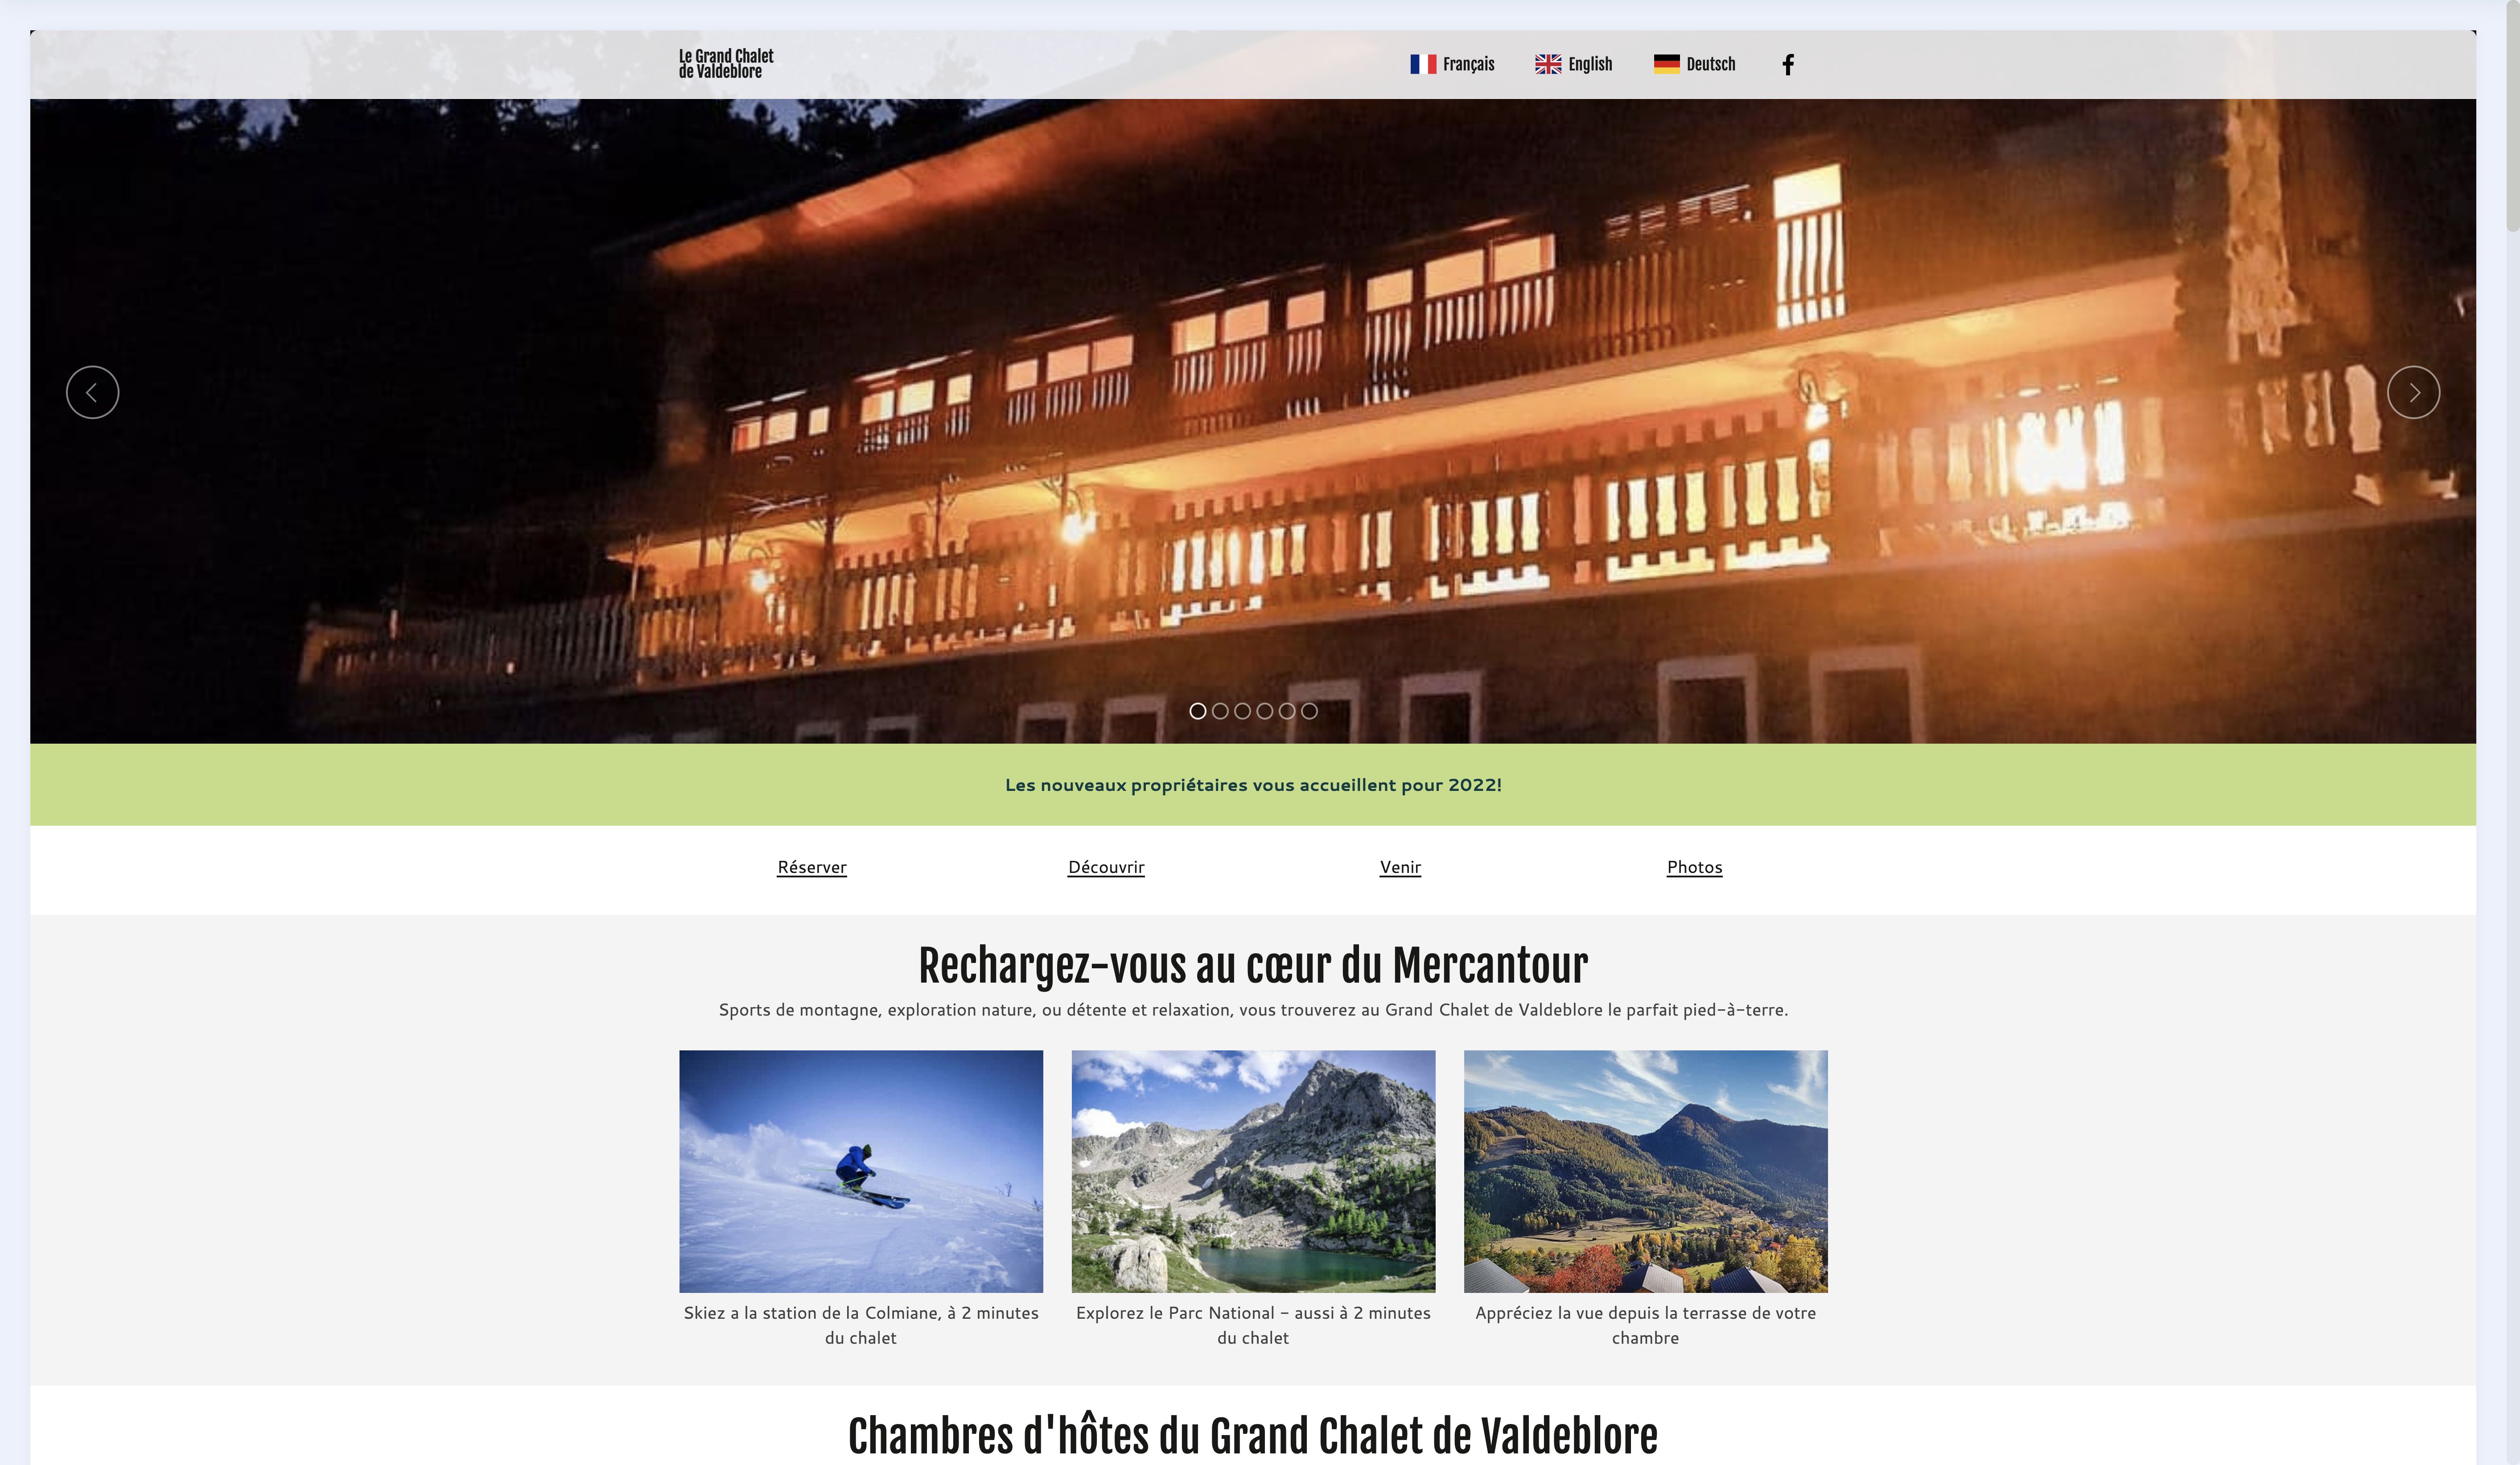 Le Grand Chalet
de Valdeblore
Français
English
Deutsch
Les nouveaux propriétaires vous accueillent pour 2022!
Réserver
Découvrir
Venir
Photos
Rechargez-vous au cœur du Mercantour
Sports de montagne, exploration nature, ou détente et relaxation, vous trouverez au Grand Chalet de Valdeblore le parfait pied-à-terre.
Skiez a la station de la Colmiane, à 2 minutes
du chalet
Explorez le Parc National - aussi à 2 minutes
du chalet
Appréciez la vue depuis la terrasse de votre
chambre
Chambres d'hôtes du Grand Chalet de Valdeblore